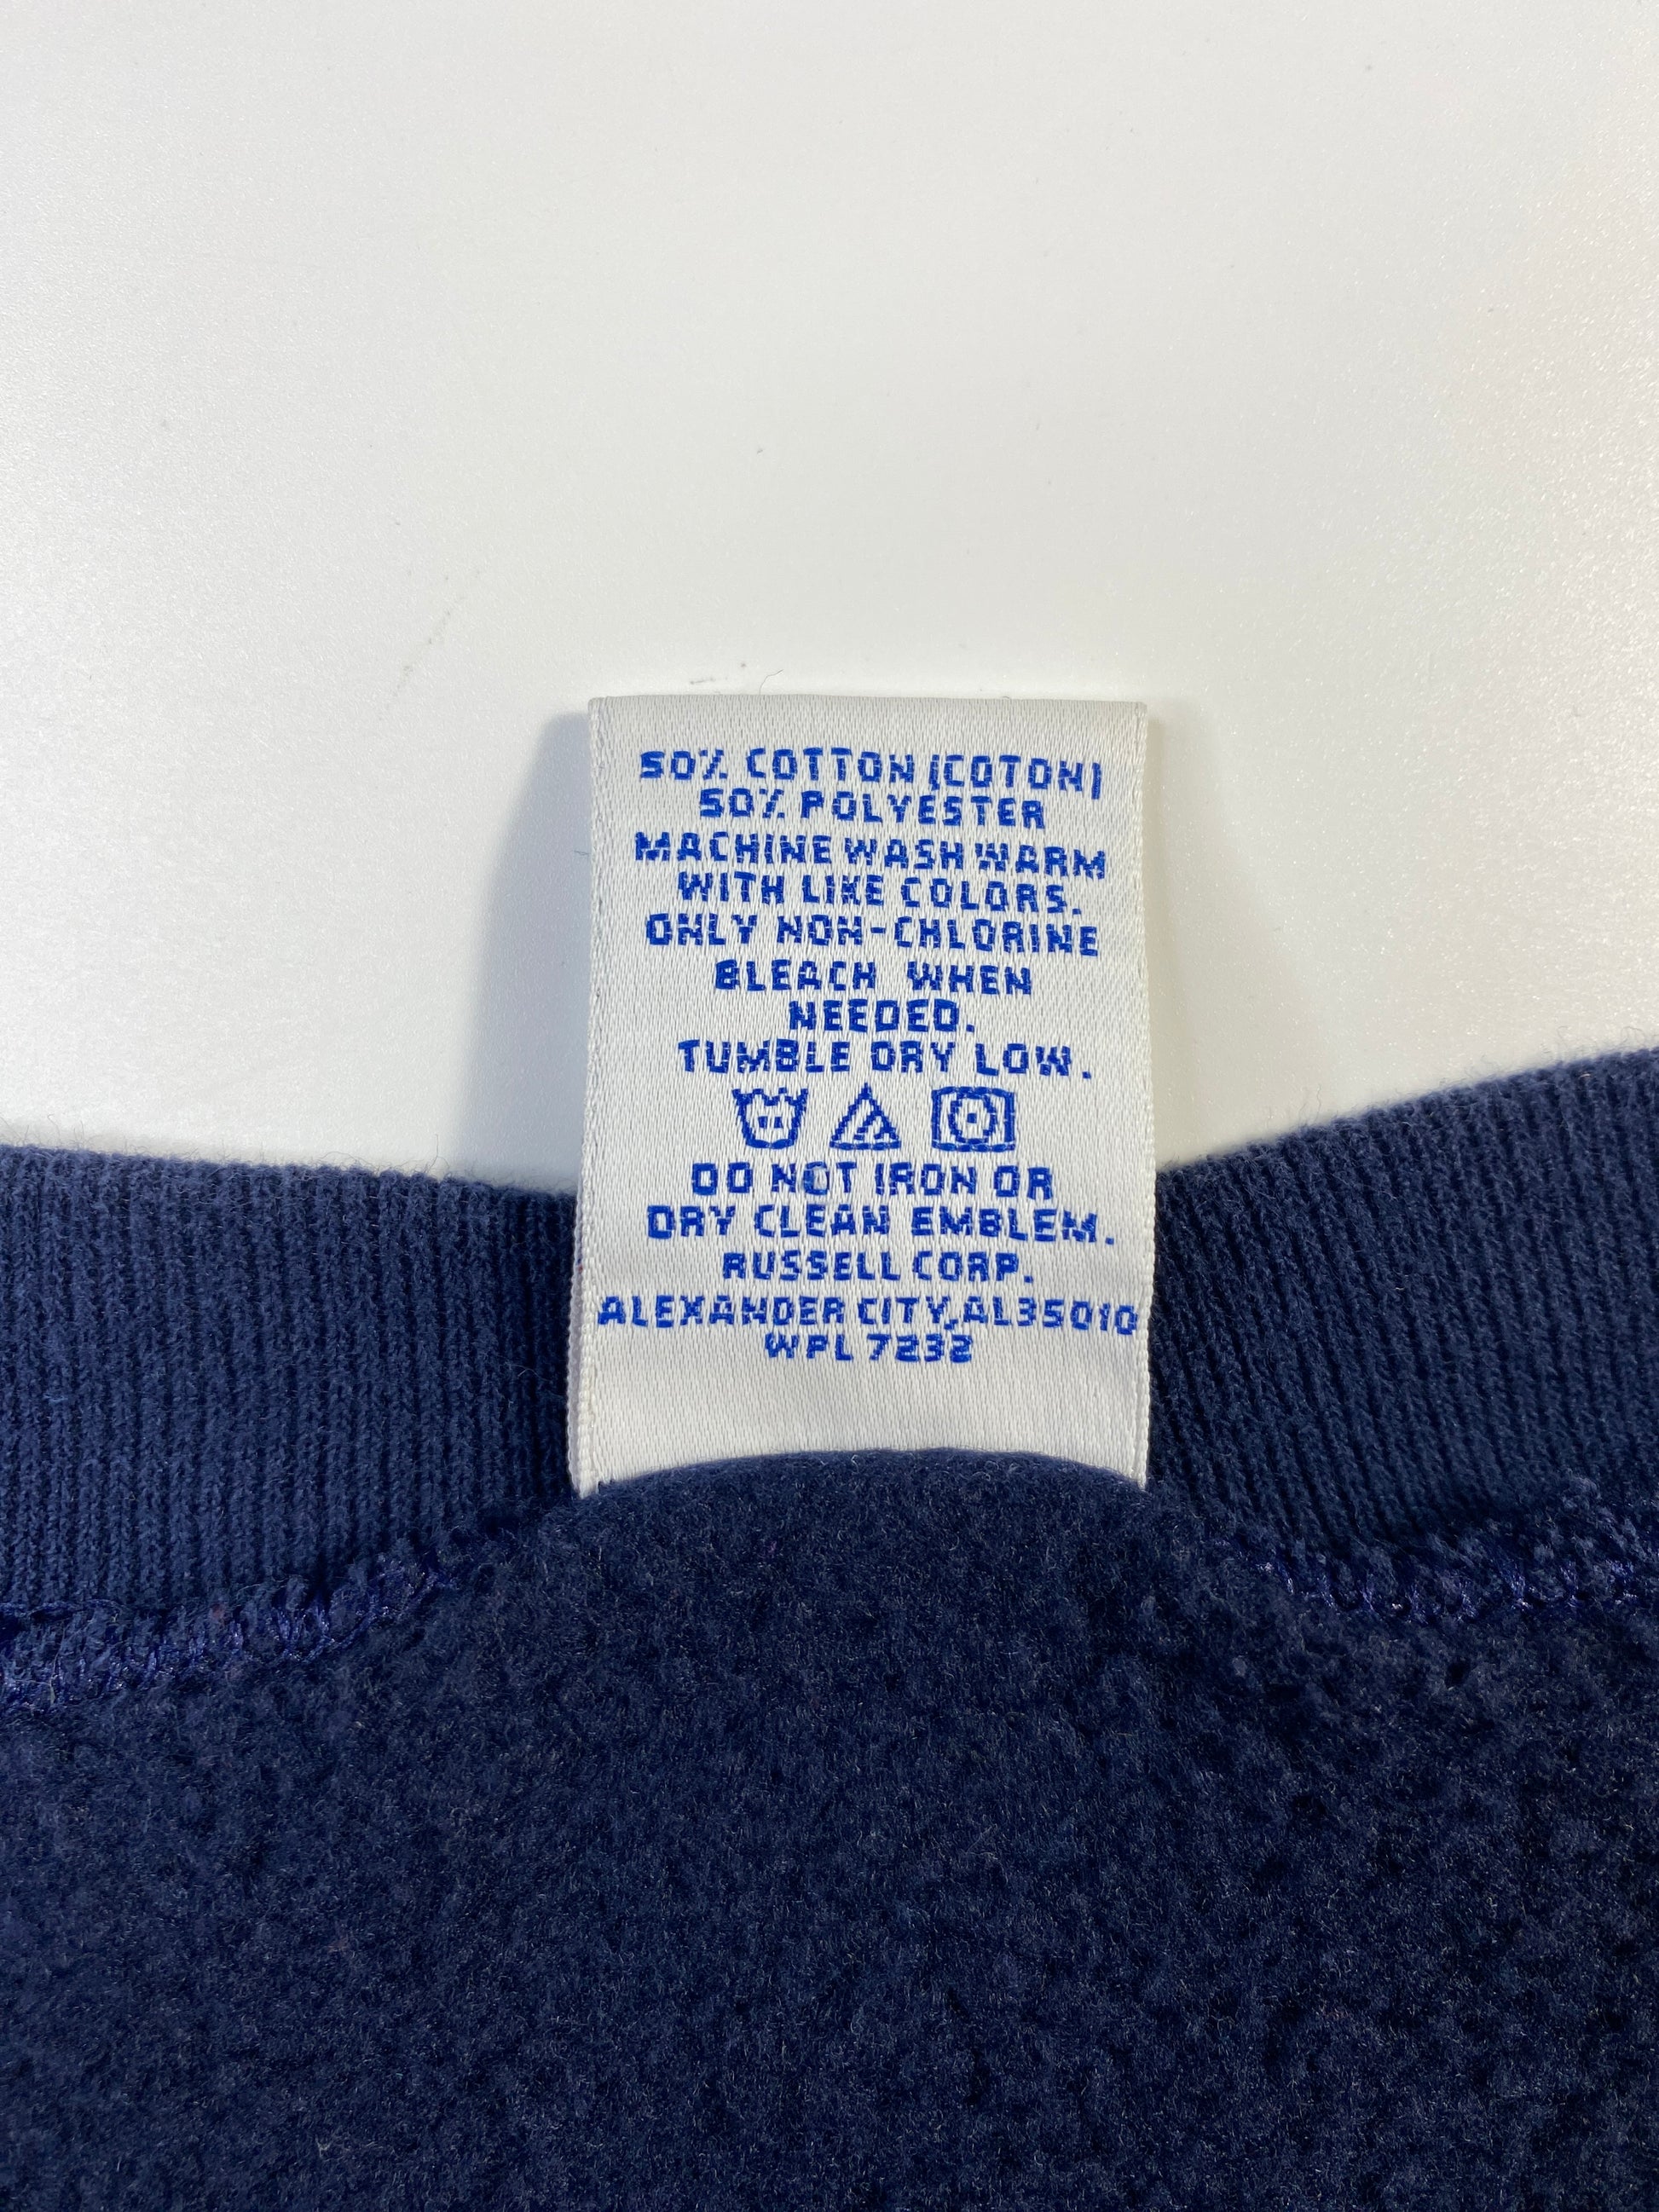 50% COTTON (COTON)
50% POLYESTER
MACHINE WASH WARM
WITH LIKE COLORS.
ONLY NON-CHLORINE
BLEACH WHEN
NEEDED.
TUMBLE DRY LOW.
DO NOT IRON OR
DRY CLEAN EMBLEM.
RUSSELL CORP.
ALEXANDER CITY, AL35010
WPL 7232